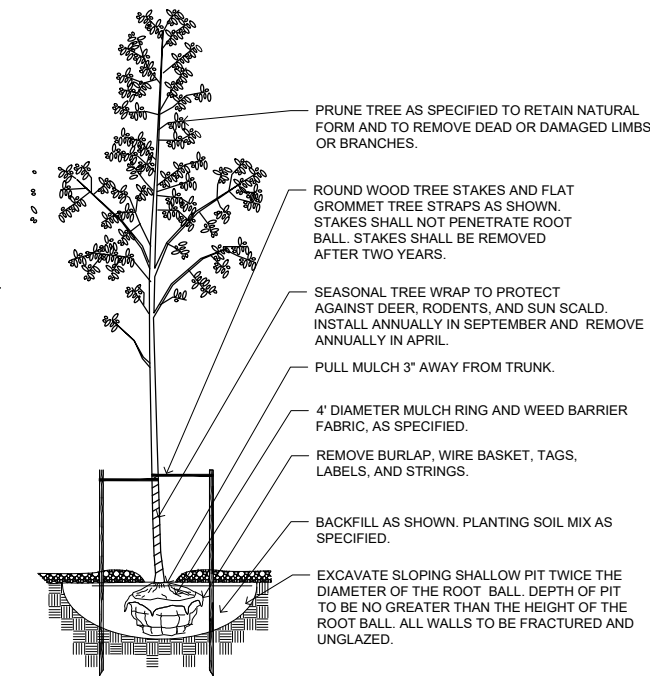 PRUNE TREE AS SPECIFIED TO RETAIN NATURAL
FORM AND TO REMOVE DEAD OR DAMAGED LIMBS
OR BRANCHES.
ROUND WOOD TREE STAKES AND FLAT
GROMMET TREE STRAPS AS SHOWN.
STAKES SHALL NOT PENETRATE ROOT
BALL. STAKES SHALL BE REMOVED
AFTER TWO YEARS.
SEASONAL TREE WRAP TO PROTECT
AGAINST DEER, RODENTS, AND SUN SCALD.
INSTALL ANNUALLY IN SEPTEMBER AND REMOVE
ANNUALLY IN APRIL.
PULL MULCH 3" AWAY FROM TRUNK.
4' DIAMETER MULCH RING AND WEED BARRIER
FABRIC, AS SPECIFIED.
REMOVE BURLAP, WIRE BASKET, TAGS,
LABELS, AND STRINGS.
BACKFILL AS SHOWN. PLANTING SOIL MIX AS
SPECIFIED.
EXCAVATE SLOPING SHALLOW PIT TWICE THE
DIAMETER OF THE ROOT BALL. DEPTH OF PIT
TO BE NO GREATER THAN THE HEIGHT OF THE
ROOT BALL. ALL WALLS TO BE FRACTURED AND
UNGLAZED.